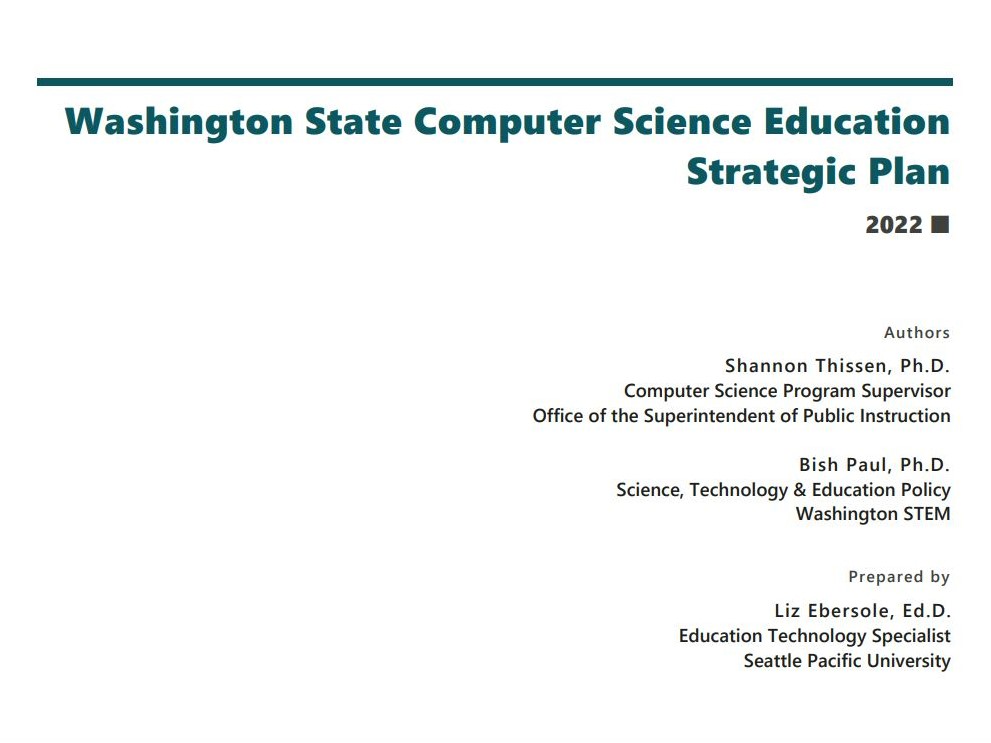 Washington State Computer Science Education
Strategic Plan
2022 ■
Authors
Shannon Thissen, Ph.D.
Computer Science Program Supervisor
Office of the Superintendent of Public Instruction
Bish Paul, Ph.D.
Science, Technology & Education Policy
Washington STEM
Prepared by
Liz Ebersole, Ed.D.
Education Technology Specialist
Seattle Pacific University